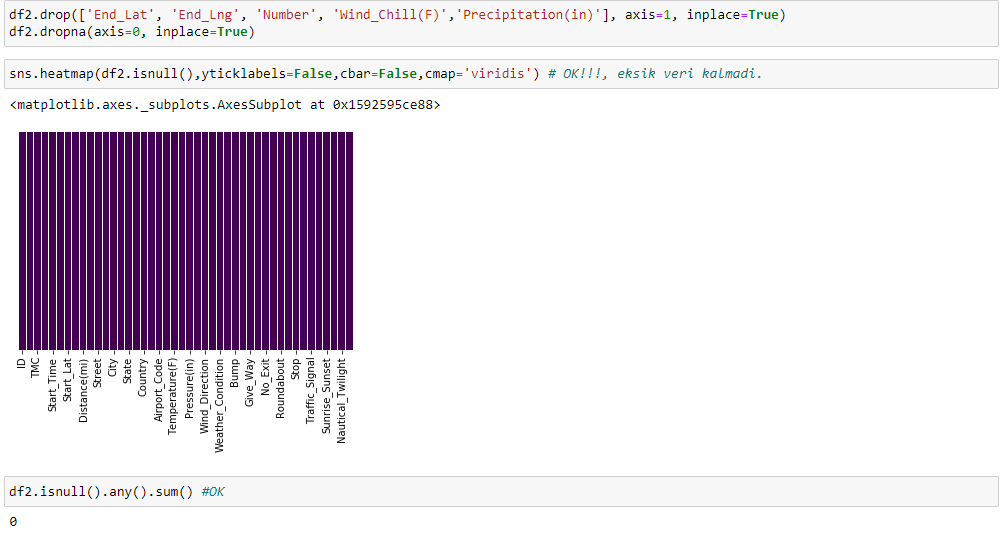 df2.drop(['End_Lat', 'End_Lng', 'Number', 'Wind_Chill(F)','Precipitation(in)'], axis=1, inplace=True)
df2.dropna(axis=0, inplace=True)
sns.heatmap(df2.isnull(),yticklabels=False,cbar=False,cmap='viridis') # OK!!!, eksik veri kalmadi.
<matplotlib.axes._subplots.AxesSubplot at 0x1592595ce88>
ID
TMC
Start_Time
Start_Lat
Distance(mi)
Street
City
State
Country
Airport_Code
Temperature(F)
Pressure(in)
Wind_Direction
Weather_Condition
Bump
Give_Way
No_Exit
Roundabout
Stop
Traffic_Signal
Sunrise_Sunset
Nautical_Twilight
df2.isnull().any().sum() #OK
0